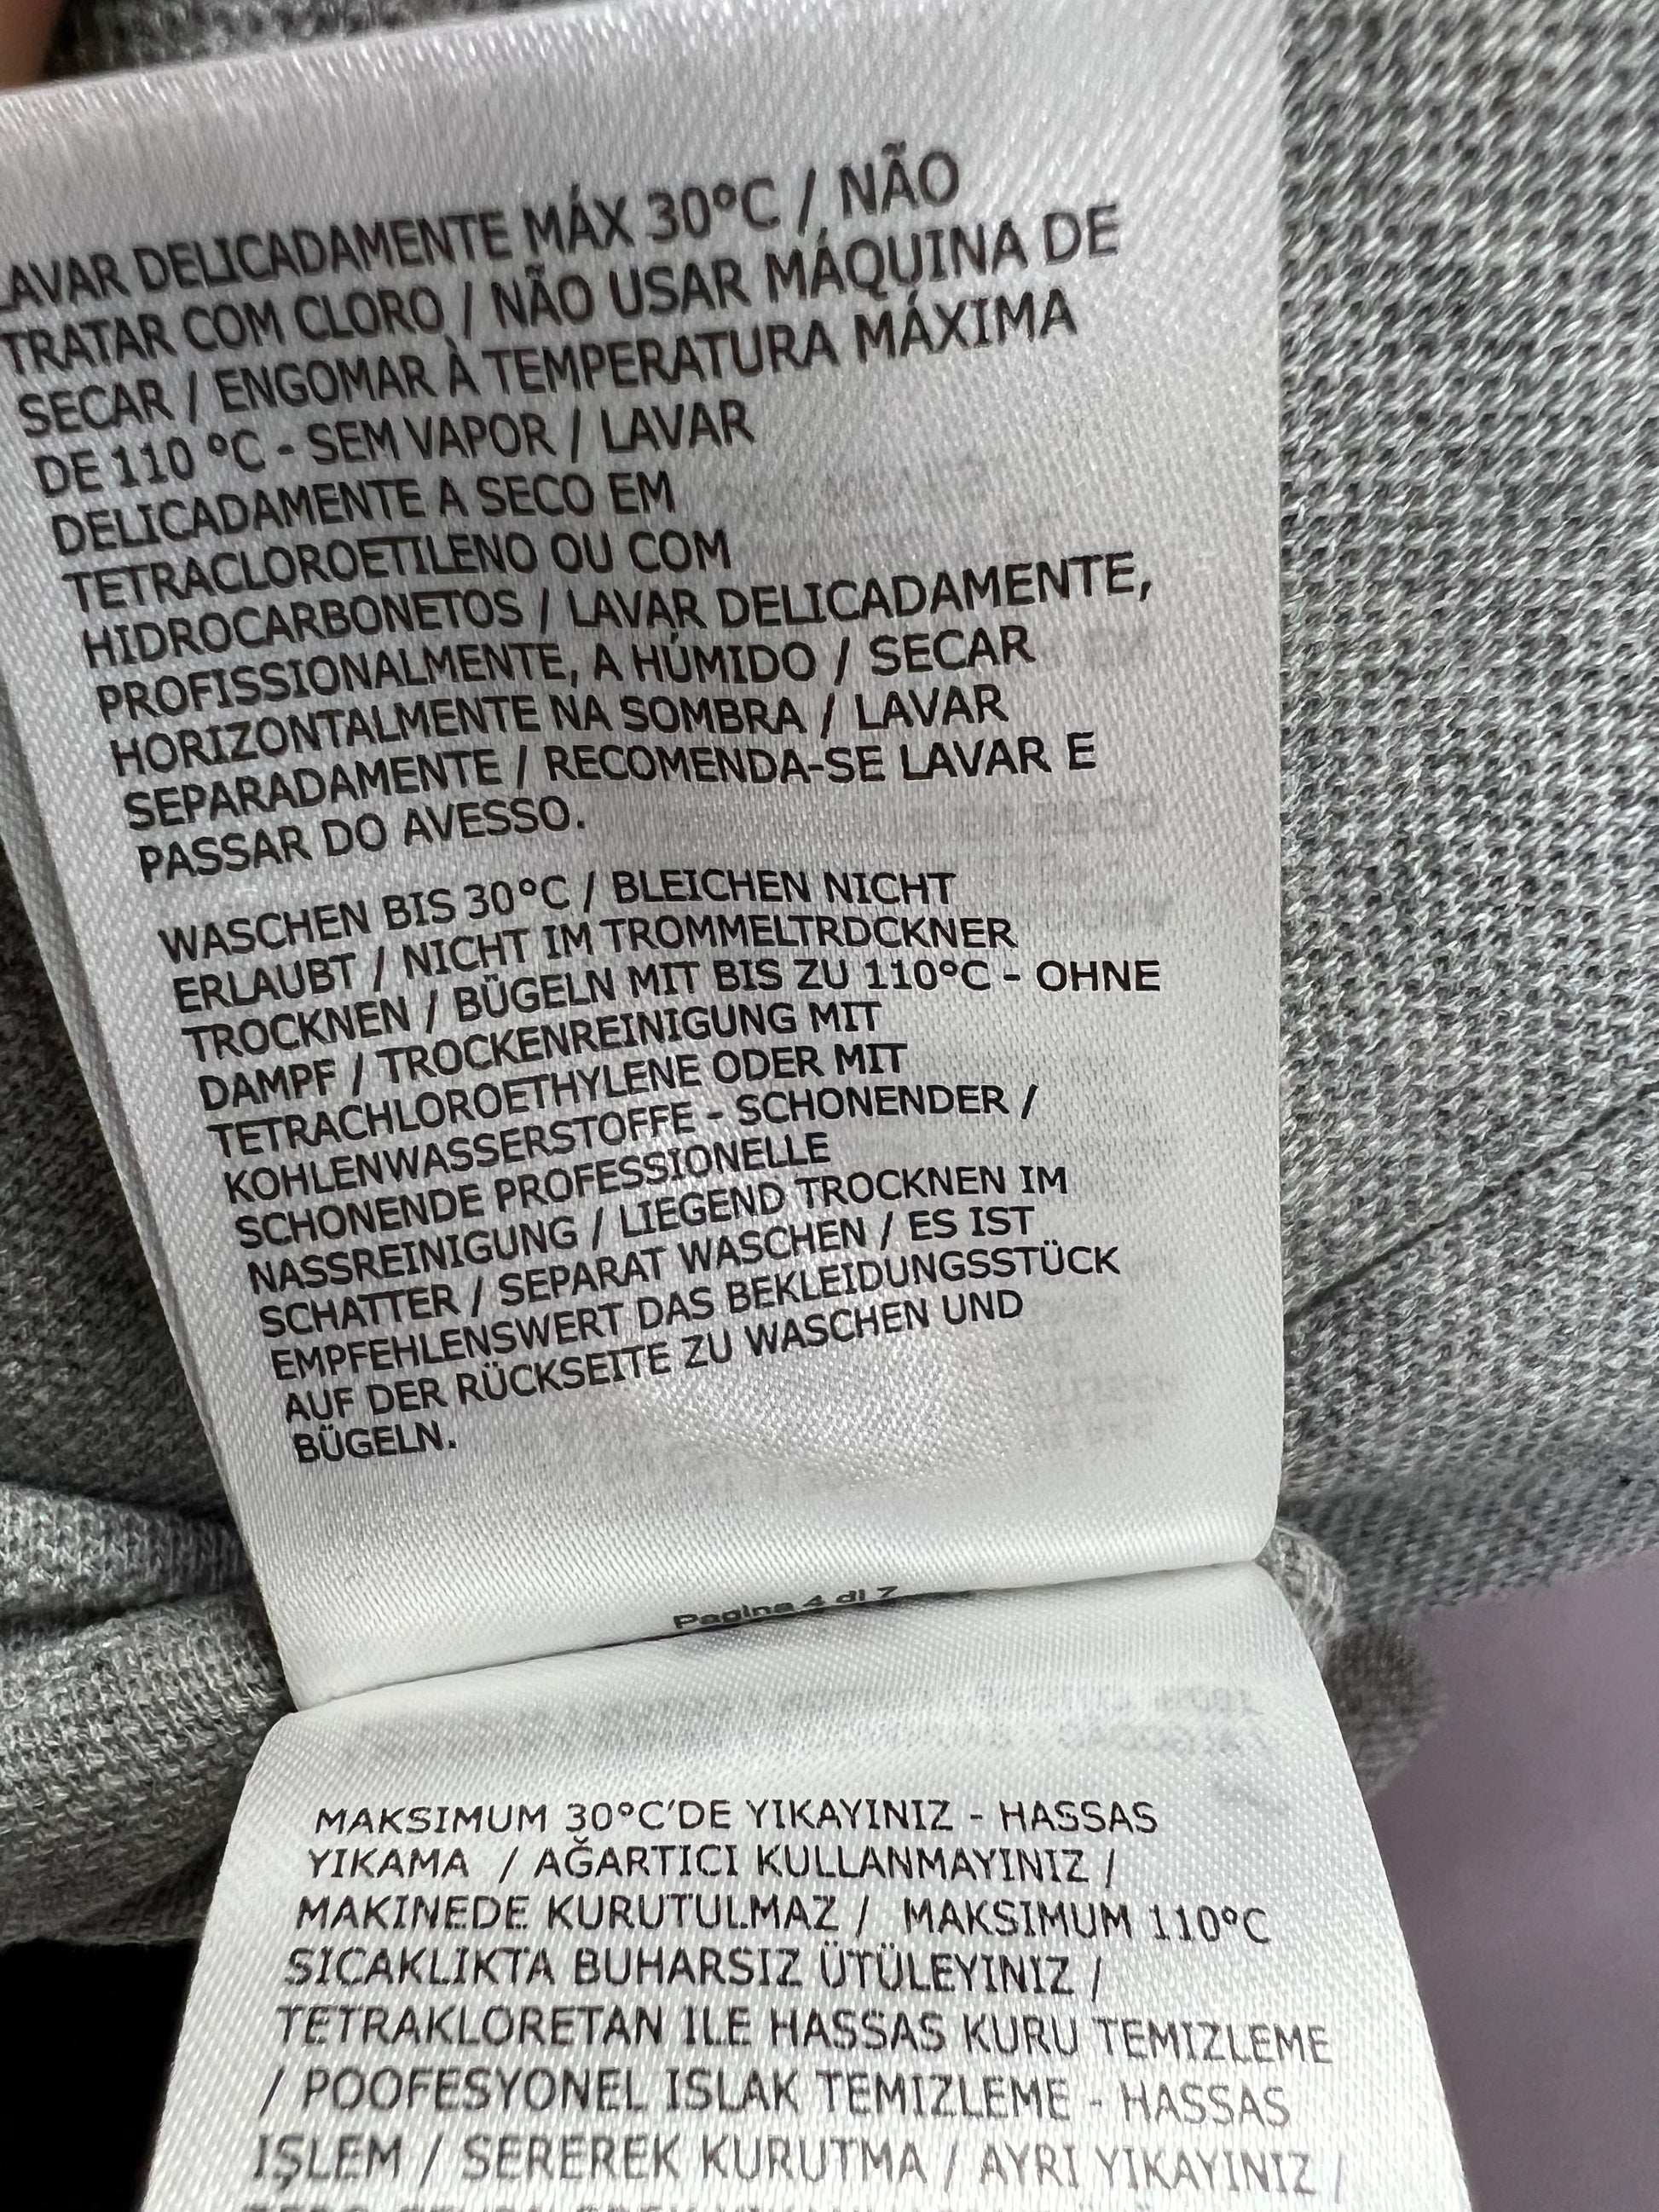 LAVAR DELICADAMENTE MÁX 30°C / NÃO
TRATAR COM CLORO / NÃO USAR MÁQUINA DE
SECAR / ENGOMAR À TEMPERATURA MÁXIMA
DE 110 °C - SEM VAPOR / LAVAR
DELICADAMENTE A SECO EM
TETRACLOROETILENO OU COM
HIDROCARBONETOS / LAVAR DELICADAMENTE,
PROFISSIONALMENTE, A HÚMIDO / SECAR
HORIZONTALMENTE NA SOMBRA / LAVAR
SEPARADAMENTE / RECOMENDA-SE LAVAR E
PASSAR DO AVESSO.
WASCHEN BIS 30°C / BLEICHEN NICHT
ERLAUBT / NICHT IM TROMMELTRDCKNER
TROCKNEN / BÜGELN MIT BIS ZU 110°C - OHNE
DAMPF / TROCKENREINIGUNG MIT
TETRACHLOROETHYLENE ODER MIT
KOHLENWASSERSTOFFE - SCHONENDER /
SCHONENDE PROFESSIONELLE
NASSREINIGUNG / LIEGEND TROCKNEN IM
SCHATTER / SEPARAT WASCHEN / ES IST
EMPFEHLENSWERT DAS BEKLEIDUNGSSTÜCK
AUF DER RÜCKSEITE ZU WASCHEN UND
BÜGELN.
Pagina 4 di 7
MAKSIMUM 30°C'DE YIKAYINIZ - HASSAS
YIKAMA / AĞARTICI KULLANMAYINIZ /
MAKINEDE KURUTULMAZ / MAKSIMUM 110°C
SICAKLIKTA BUHARSIZ ÜTÜLEYINIZ /
TETRAKLORETAN ILE HASSAS KURU TEMIZLEME
/ POOFESYONEL ISLAK TEMIZLEME - HASSAS
IŞLEM / SEREREK KURUTMA / AYRI YIKAYINIZ /